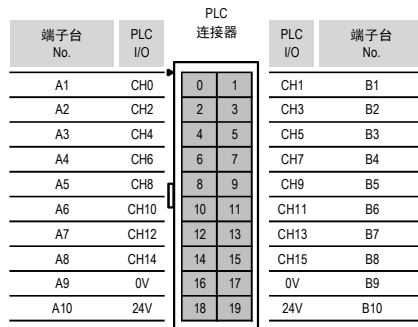 PLC
连接器
端子台 PLC PLC 端子台
No. I/O I/O No.
A1 CH0 0 1 CH1 B1
A2 CH2 2 3 CH3 B2
A3 CH4 4 5 CH5 B3
A4 CH6 6 7 CH7 B4
A5 CH8 8 9 CH9 B5
A6 CH10 10 11 CH11 B6
A7 CH12 12 13 CH13 B7
A8 CH14 14 15 CH15 B8
A9 0V 16 17 0V B9
A10 24V 18 19 24V B10